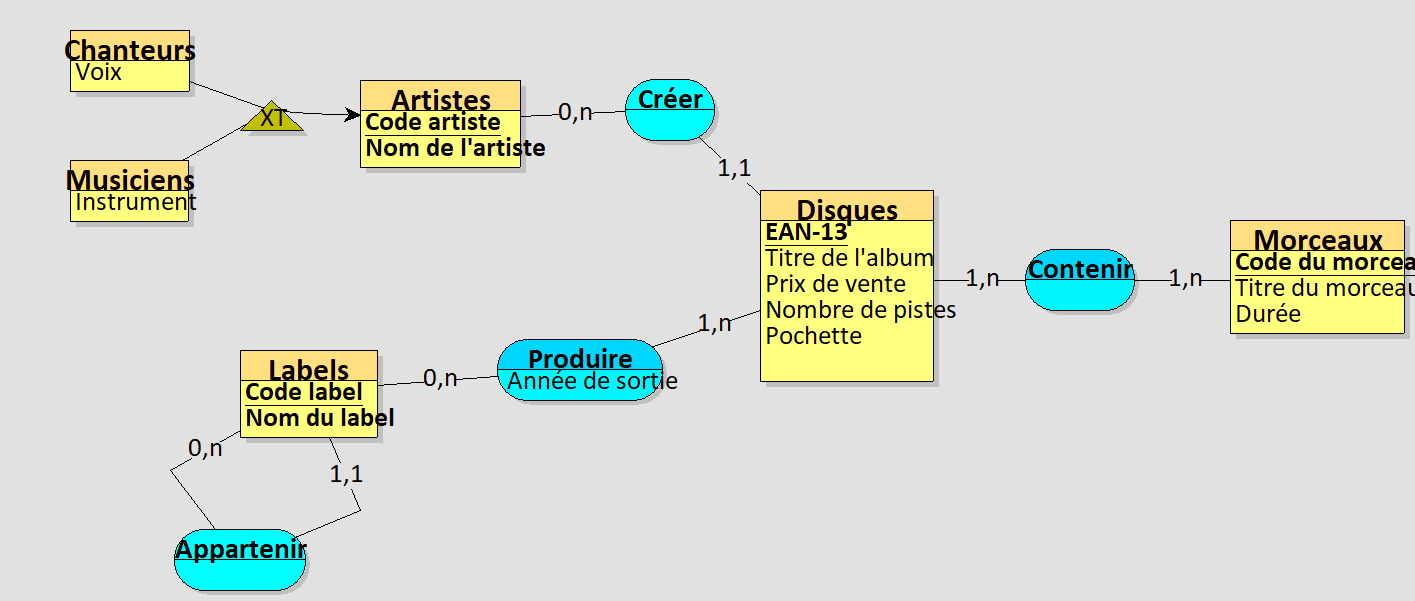 Chanteurs
Voix
XT
Musiciens
Instrument
Artistes
Code artiste
Nom de l'artiste
0,n
Créer
1,1
Disques
EAN-13
Titre de l'album
Prix de vente
Nombre de pistes
Pochette
1,n
Contenir
1,n
Morceaux
Code du morcea
Titre du morceau
Durée
1,n
Produire
Année de sortie
0,n
Labels
Code label
Nom du label
0,n
1,1
Appartenir